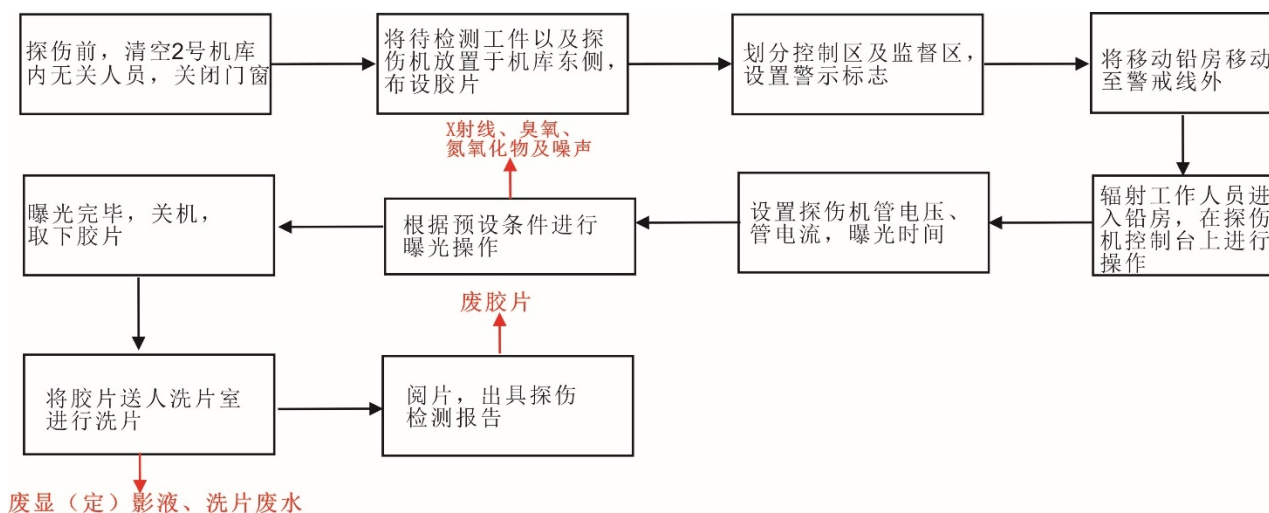 探伤前，清空2号机库
内无关人员，关闭门窗
将待检测工件以及探
伤机放置于机库东侧，
布设胶片
划分控制区及监督区，
设置警示标志
将移动铅房移动
至警戒线外
X射线、臭氧、
氮氧化物及噪声
辐射工作人员进
入铅房，在探伤
机控制台上进行
操作
设置探伤机管电压、
管电流，曝光时间
根据预设条件进行
曝光操作
曝光完毕，关机，
取下胶片
废胶片
将胶片送人洗片室
进行洗片
阅片，出具探伤
检测报告
废显（定）影液、洗片废水